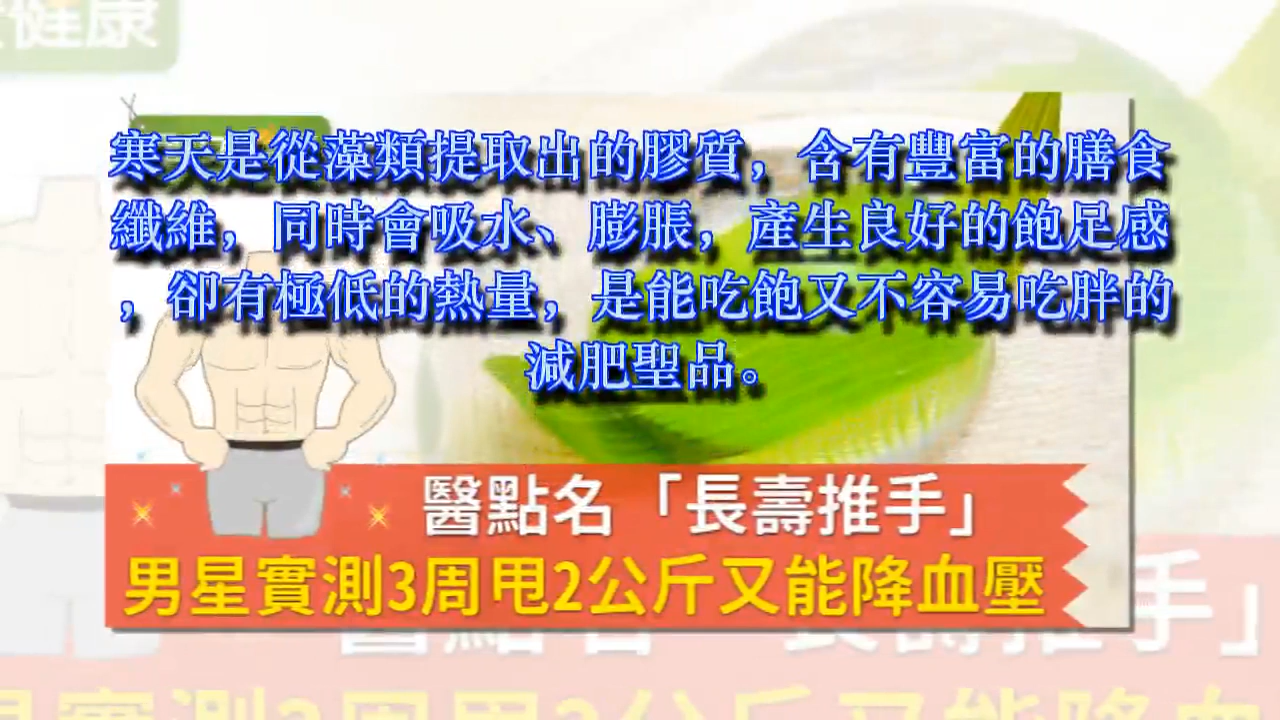 健康
寒天是從藻類提取出的膠質，含有豐富的膳食
纖維，同時會吸水、膨脹，產生良好的飽足感
，卻有極低的熱量，是能吃飽又不容易吃胖的
減肥聖品。
醫點名「長壽推手」
男星實測3周甩2公斤又能降血壓